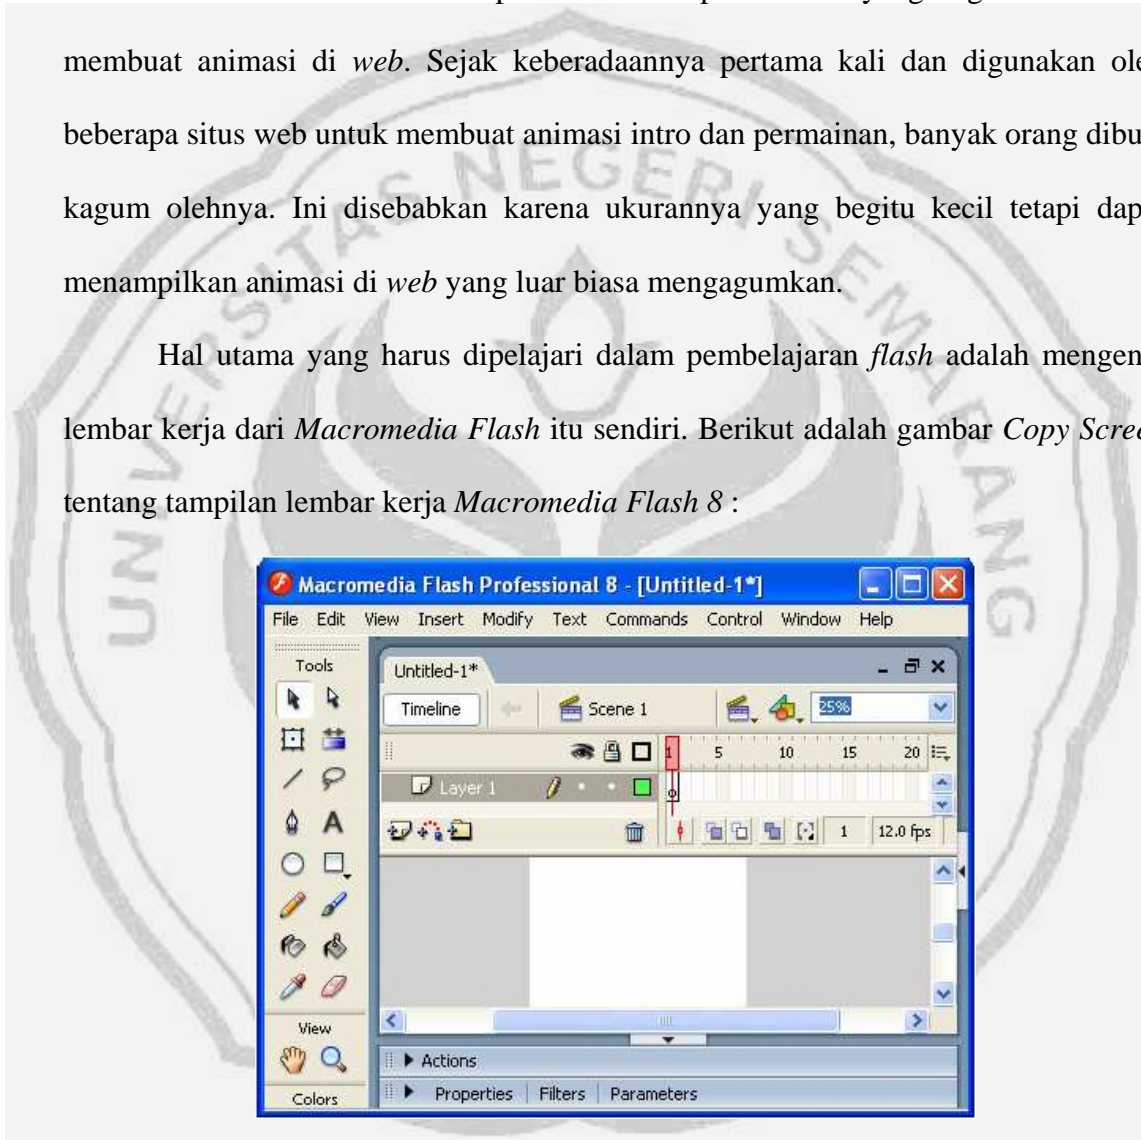 membuat animasi di web. Sejak keberadaannya pertama kali dan digunakan
beberapa situs web untuk membuat animasi intro dan permainan, banyak orang
kagum olehnya. Ini disebabkan karena ukurannya yang begitu kecil tetapi
menampilkan animasi di web yang luar biasa mengagumkan.
Hal utama yang harus dipelajari dalam pembelajaran flash adalah
lembar kerja dari Macromedia Flash itu sendiri. Berikut adalah gambar Copy
tentang tampilan lembar kerja Macromedia Flash 8 :
UNIVERSITAS NEGERI SEMARANG
Macromedia Flash Professional 8 - [Untitled-1*]
File Edit View Insert Modify Text Commands Control Window Help
Tools
Untitled-1*
Timeline Scene 1 25%
1 5 10 15 20
Layer 1
A
1 12.0 fps
View
Actions
Colors
Properties Filters Parameters